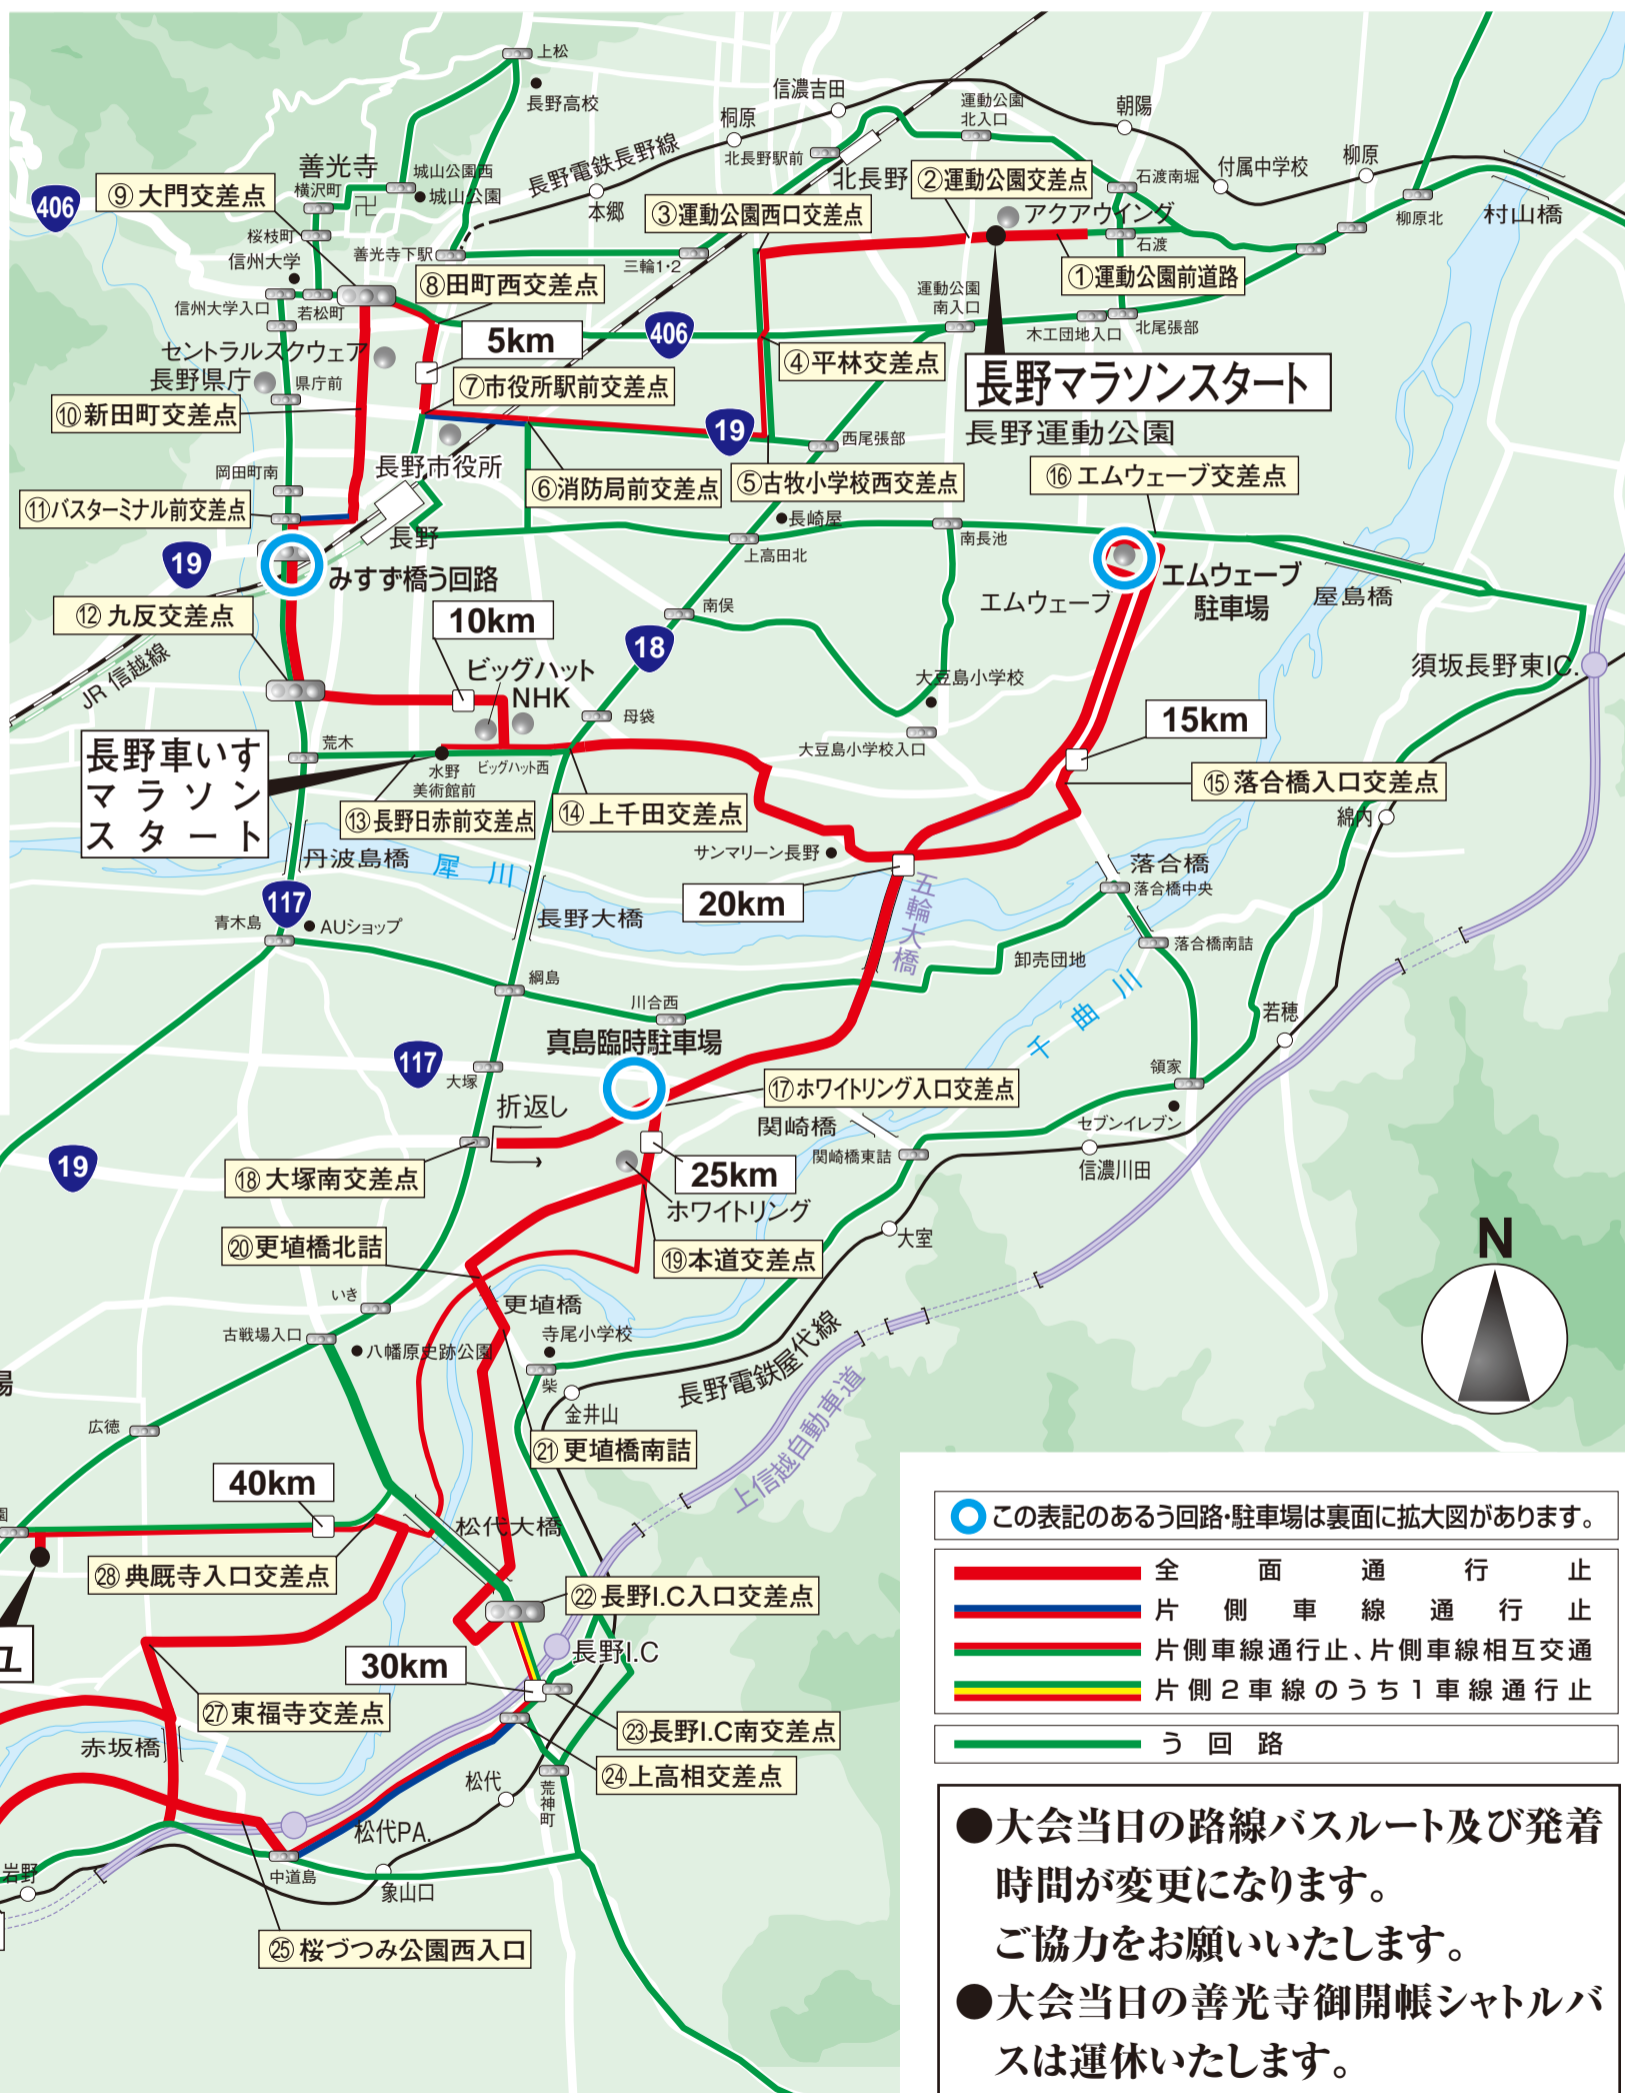 上松
長野高校
信濃吉田
運動公園
北入口
朝陽
桐原
北長野駅前
長野電鉄長野線
付属中学校
柳原
善光寺
横沢町
卍
城山公園西
城山公園
406
⑨大門交差点
本郷
北長野
②運動公園交差点
石渡南堀
柳原北
村山橋
③運動公園西口交差点
アクアウイング
桜枝町
信州大学
善光寺下駅
三輪1・2
石渡
①運動公園前道路
⑧田町西交差点
信州大学入口
若松町
運動公園
南入口
木工団地入口
北尾張部
5km
406
④平林交差点
セントラルスクウェア
長野県庁
県庁前
⑦市役所駅前交差点
長野マラソンスタート
長野運動公園
⑩新田町交差点
19
西尾張部
長野市役所
岡田町南
⑥消防局前交差点
⑤古牧小学校西交差点
⑯エムウェーブ交差点
⑪バスターミナル前交差点
長野
長崎屋
上高田北
南長池
19
みすず橋う回路
エムウェーブ
エムウェーブ
駐車場
屋島橋
⑫九反交差点
10km
南俣
18
JR信越線
ビッグハット
NHK
大豆島小学校
須坂長野東IC.
母袋
15km
長野車いす
マラソン
スタート
荒木
水野
美術館前
ビッグハット西
大豆島小学校入口
⑮落合橋入口交差点
⑬長野日赤前交差点
⑭上千田交差点
綿内
丹波島橋
犀川
サンマリーン長野
落合橋
落合橋中央
20km
五輪大橋
117
青木島
AUショップ
長野大橋
落合橋南詰
卸売団地
綱島
川合西
千曲川
若穂
真島臨時駐車場
117
大塚
領家
折返し
⑰ホワイトリング入口交差点
セブンイレブン
関崎橋
関崎橋東詰
信濃川田
19
⑱大塚南交差点
25km
ホワイトリング
大室
N
⑳更埴橋北詰
⑲本道交差点
いき
更埴橋
古戦場入口
八幡原史跡公園
寺尾小学校
柴
長野電鉄屋代線
金井山
場
広徳
㉑更埴橋南詰
上信越自動車道
40km
園
松代大橋
㉘典厩寺入口交差点
㉒長野I.C入口交差点
ユ
長野I.C
30km
㉗東福寺交差点
㉓長野I.C南交差点
赤坂橋
㉔上高相交差点
松代
荒神町
松代PA.
岩野
中道島
象山口
㉕桜づつみ公園西入口
この表記のあるう回路・駐車場は裏面に拡大図があります。
全面通行止
片側車線通行止
片側車線通行止、片側車線相互交通
片側2車線のうち1車線通行止
う回路
●大会当日の路線バスルート及び発着
時間が変更になります。
ご協力をお願いいたします。
●大会当日の善光寺御開帳シャトルバ
スは運休いたします。